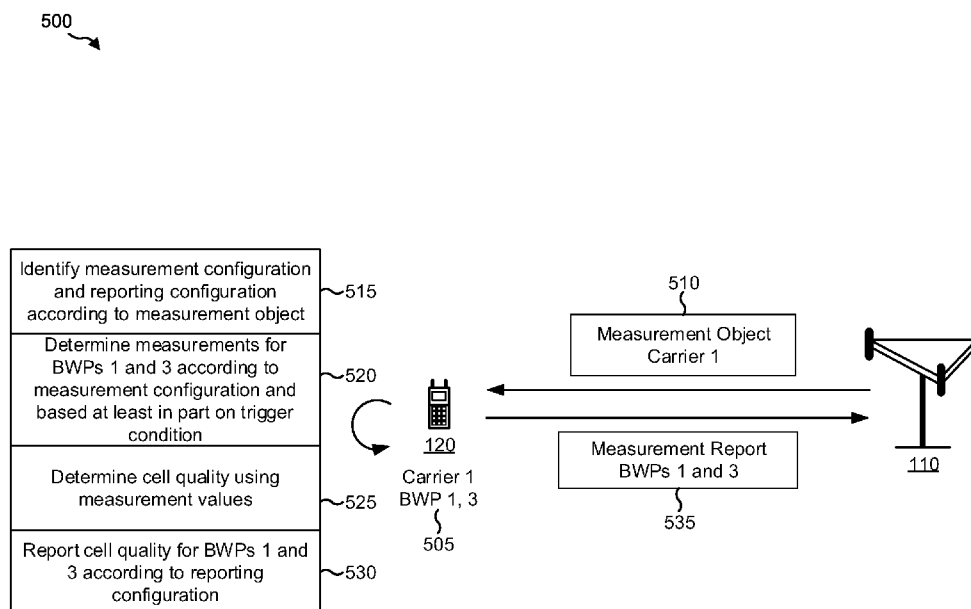 500
Identify measurement configuration
and reporting configuration
according to measurement object
515
Determine measurements for
BWPs 1 and 3 according to
measurement configuration and
based at least in part on trigger
condition
520
Determine cell quality using
measurement values
525
Report cell quality for BWPs 1 and
3 according to reporting
configuration
530
120
Carrier 1
BWP 1, 3
505
510
Measurement Object
Carrier 1
Measurement Report
BWPs 1 and 3
535
110